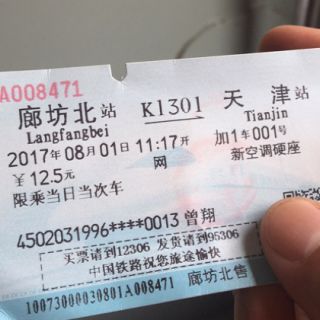 A008471
廊坊北站 K1301 天津站
Langfangbei Tianjin
2017年08月01日 11:17开 加1车001号
￥12.5元 网 新空调硬座
限乘当日当次车
4502031996****0013 曾翔
买票请到12306 发货请到95306
中国铁路祝您旅途愉快
10073000030801A008471 廊坊北售